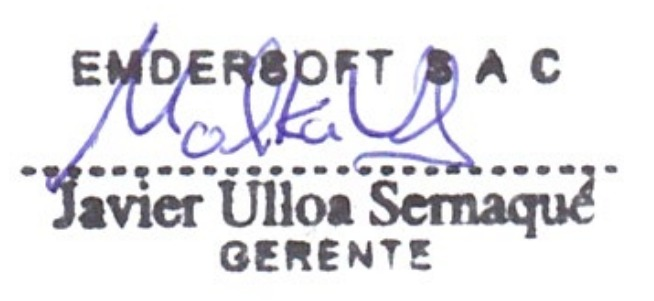 EMDERSOFT S A C
Javier Ulloa Sernaqué
GERENTE